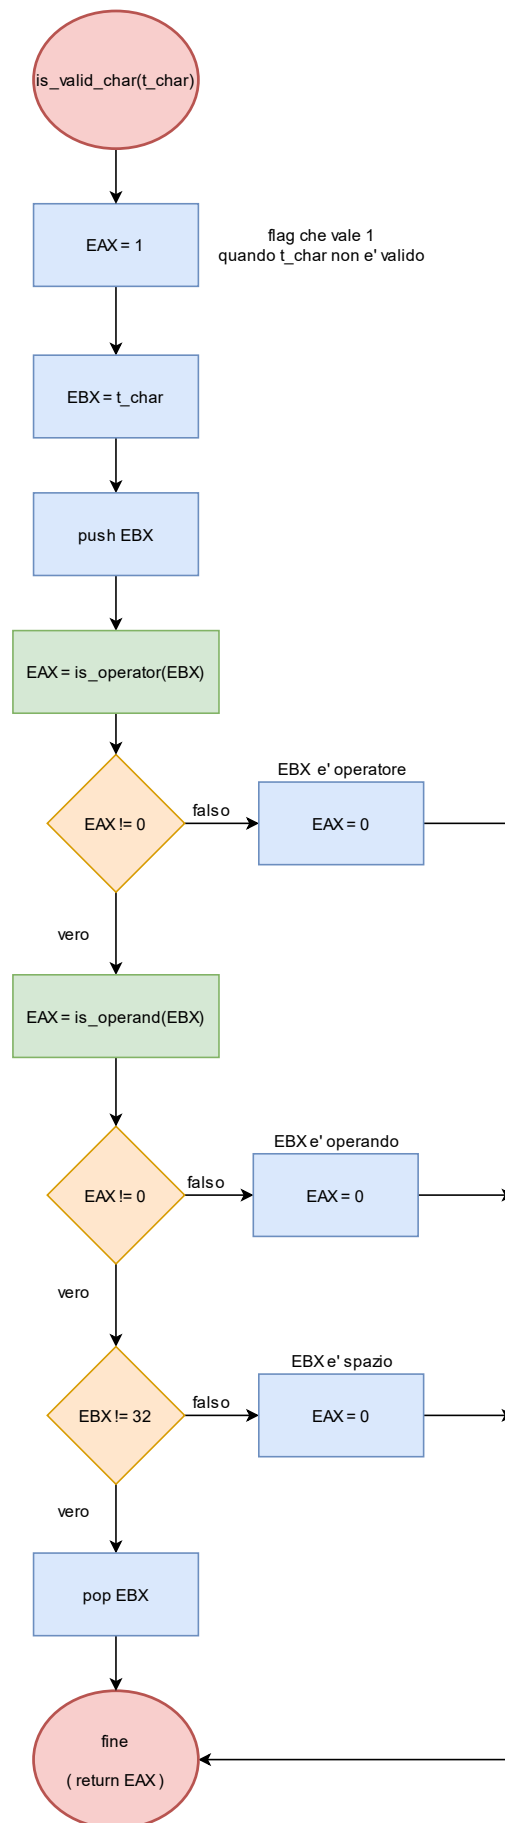 is_valid_char(t_char)
EAX = 1
flag che vale 1
quando t_char non e' valido
EBX = t_char
push EBX
EAX = is_operator(EBX)
EBX e' operatore
EAX != 0
falso
EAX = 0
vero
EAX = is_operand(EBX)
EBX e' operando
EAX != 0
falso
EAX = 0
vero
EBX e' spazio
EBX != 32
falso
EAX = 0
vero
pop EBX
fine
( return EAX )